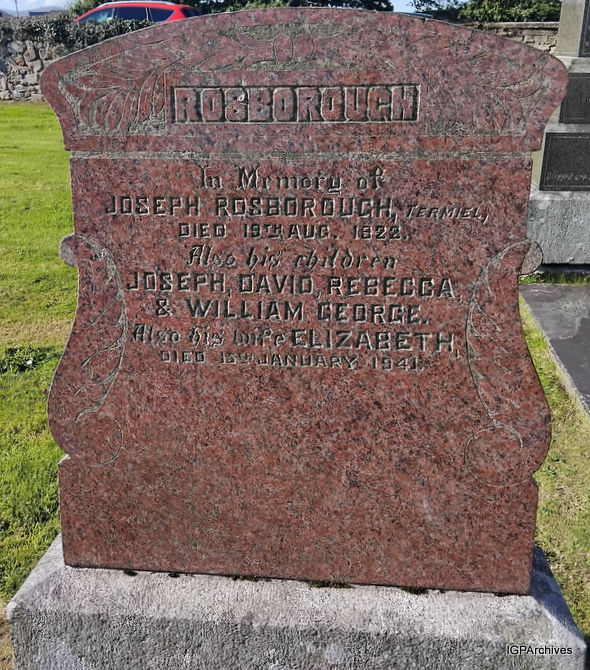 ROSBOROUGH
In Memory of
JOSEPH ROSBOROUGH, TERMIEL,
DIED 19TH AUG. 1922.
Also his children
JOSEPH, DAVID, REBECCA,
& WILLIAM GEORGE.
Also his wife ELIZABETH,
DIED 13TH JANUARY 1941.
IGPArchives